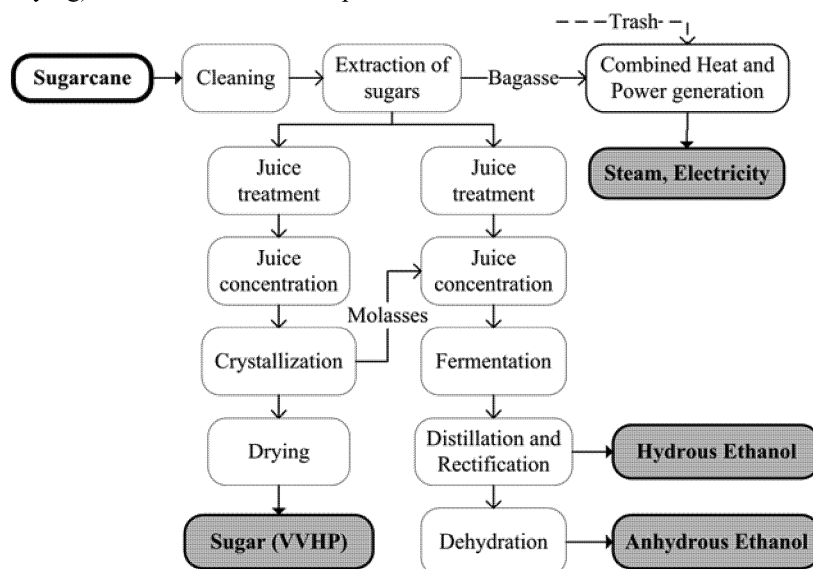 Trash
Sugarcane
Cleaning
Extraction of
sugars
Bagasse
Combined Heat and
Power generation
Steam, Electricity
Juice
treatment
Juice
treatment
Juice
concentration
Juice
concentration
Molasses
Crystallization
Fermentation
Drying
Distillation and
Rectification
Hydrous Ethanol
Sugar (VVHP)
Dehydration
Anhydrous Ethanol